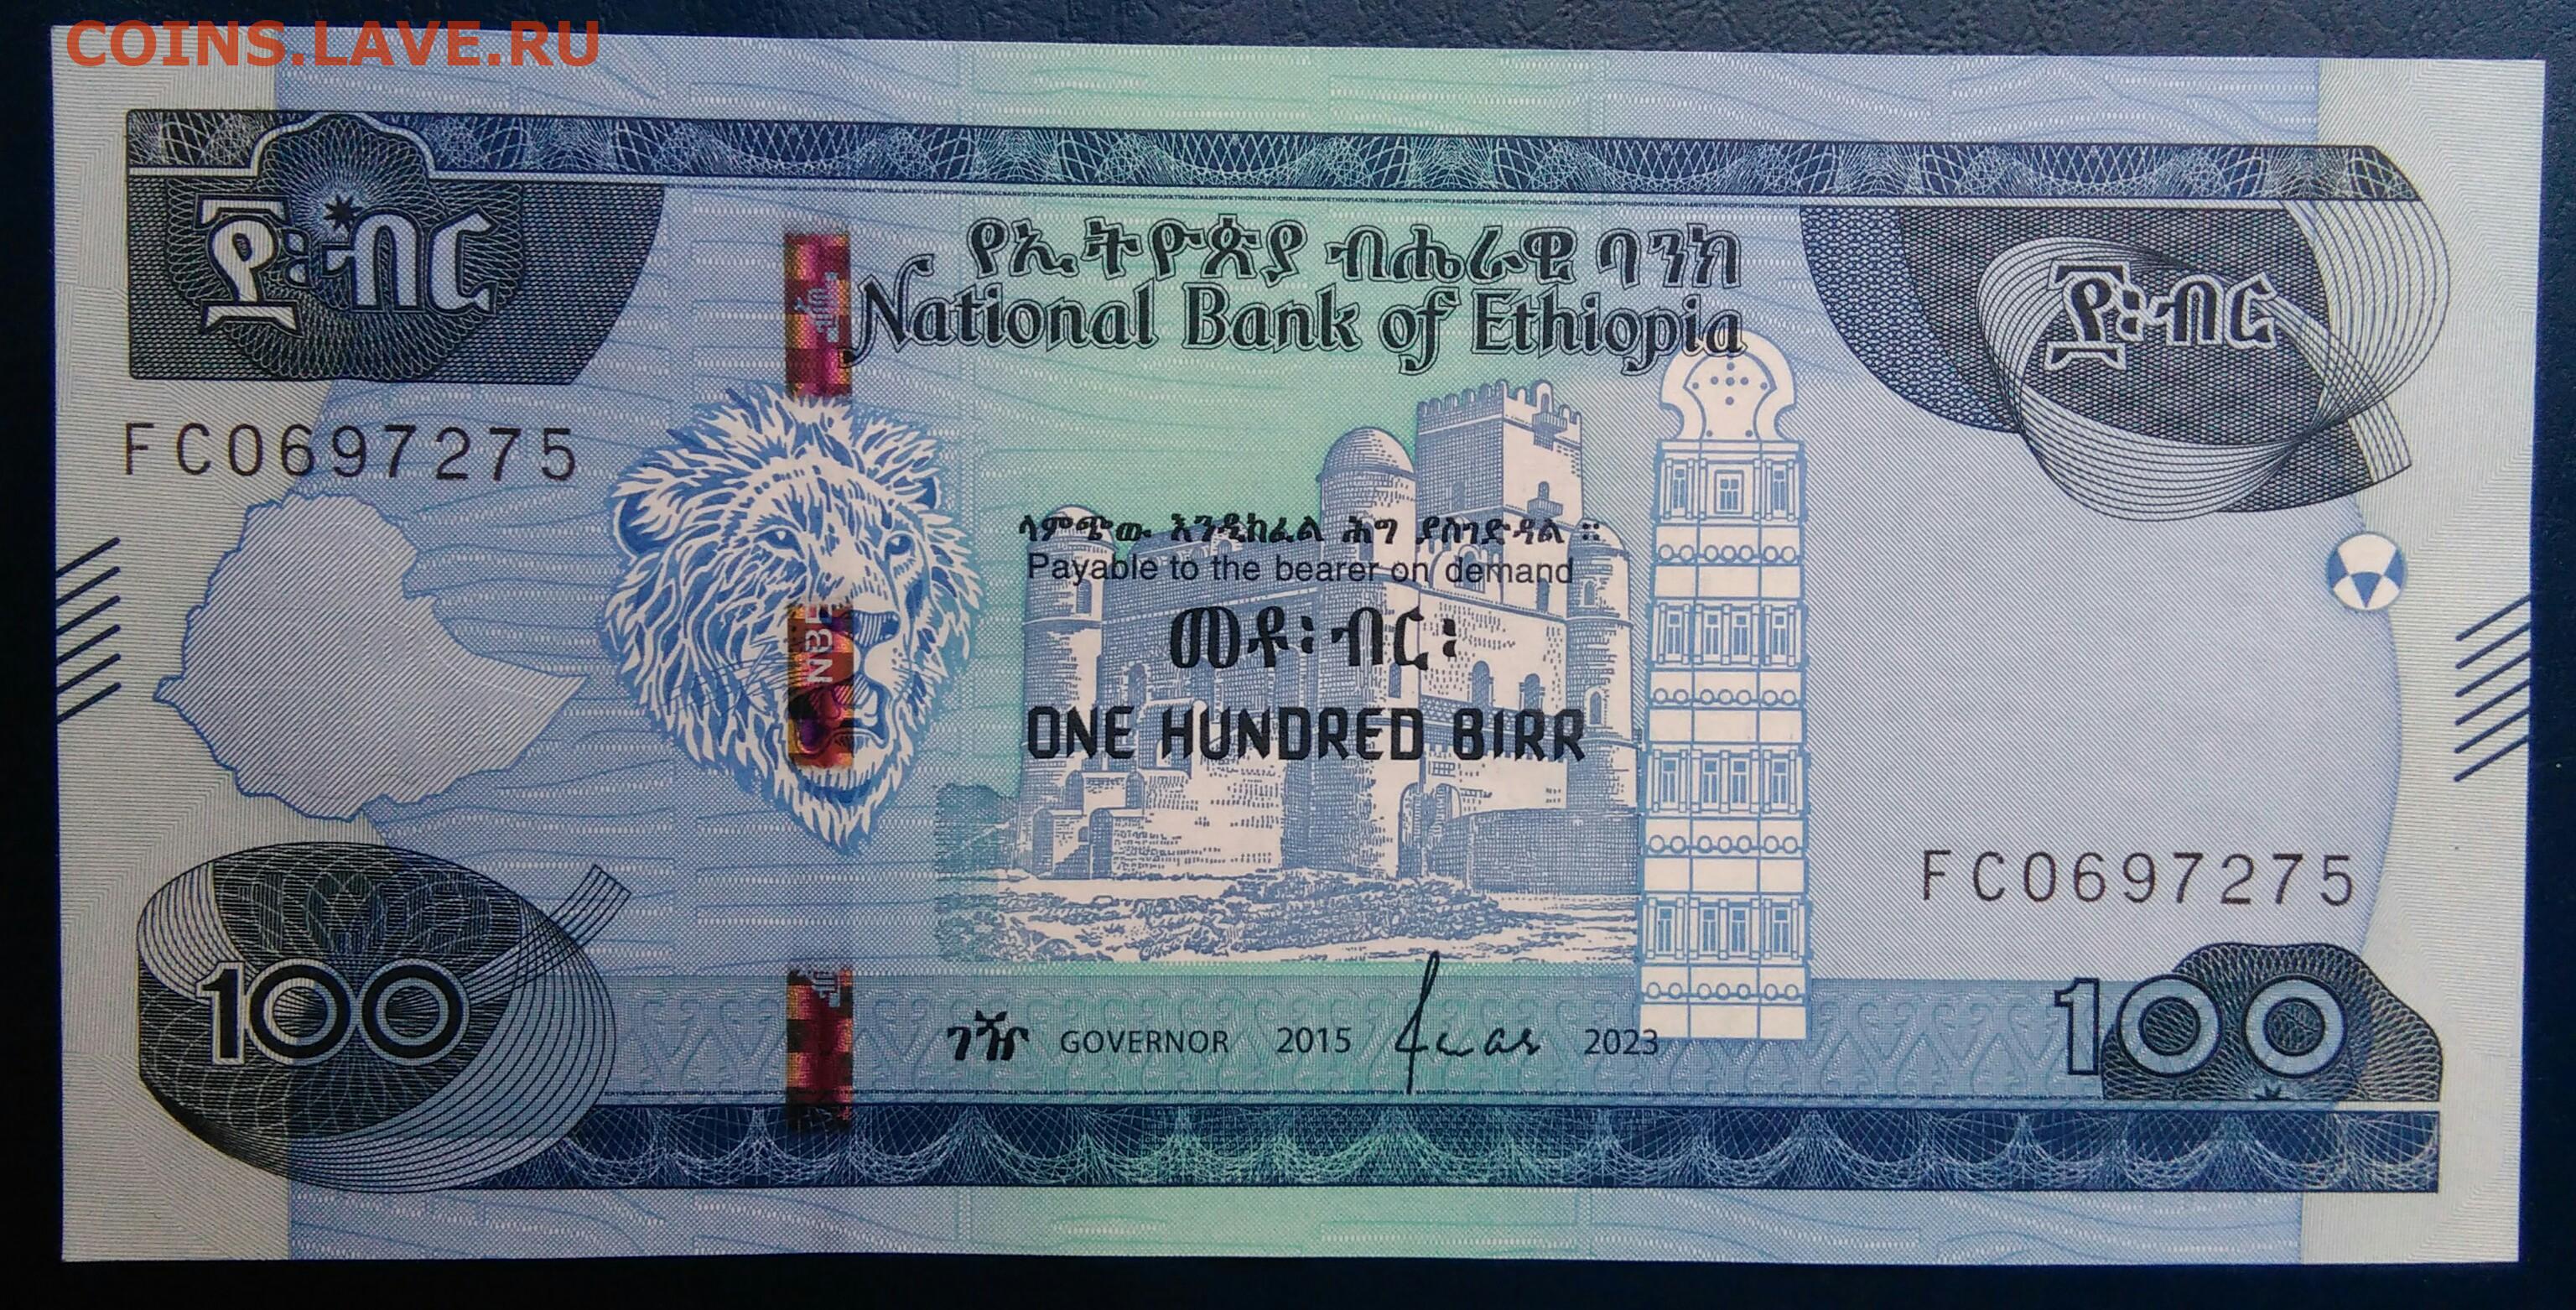 COINS.LAVE.RU
፻፡ብር
የኢትዮጵያ ብሔራዊ ባንክ
National Bank of Ethiopia
፻፡ብር
FC0697275
ላምጭው እንዲከፈል ሕግ ያስገድዳል ።
Payable to the bearer on demand
መቶ፡ብር፡
ONE HUNDRED BIRR
NBE
FC0697275
100
ገዥ GOVERNOR 2015 2023
100